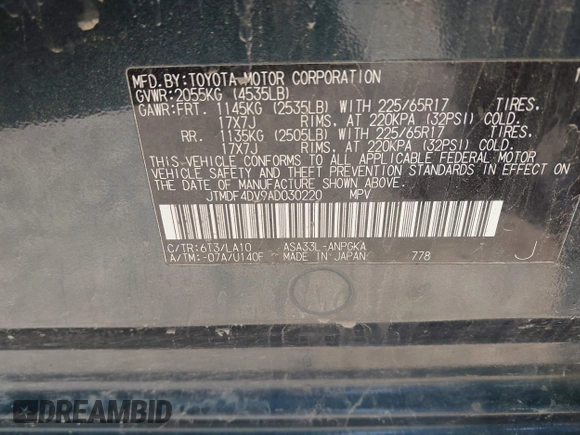 MFD.BY:TOYOTA MOTOR CORPORATION
GVWR:2055KG (4535LB)
GAWR:FRT. 1145KG (2535LB) WITH 225/65R17 TIRES.
17X7J RIMS. AT 220KPA (32PSI) COLD.
RR. 1135KG (2505LB) WITH 225/65R17 TIRES.
17X7J RIMS. AT 220KPA (32PSI) COLD.
THIS VEHICLE CONFORMS TO ALL APPLICABLE FEDERAL MOTOR
VEHICLE SAFETY AND THEFT PREVENTION STANDARDS IN EFFECT ON
THE DATE OF MANUFACTURE SHOWN ABOVE.
JTMDF4DV9AD030220 MPV
C/TR:6T3/LA10 ASA33L-ANPGKA
A/TM:-07A/U140F MADE IN JAPAN 778 J
DREAMBID